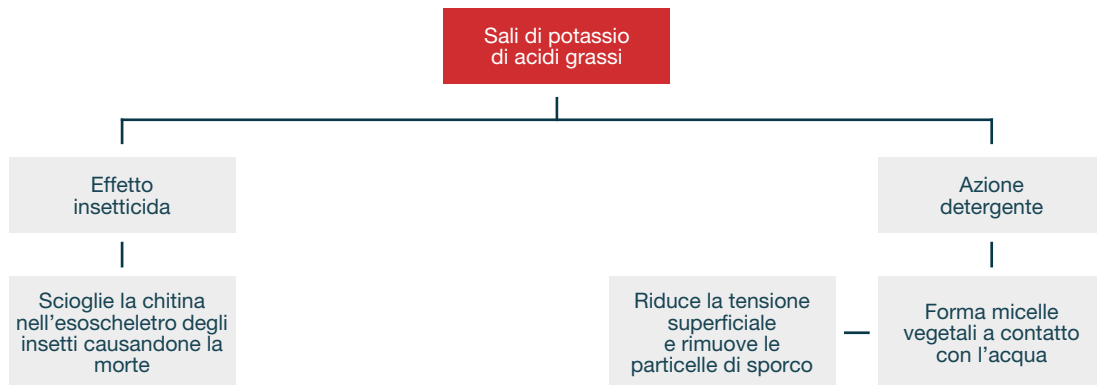 Sali di potassio
di acidi grassi
Effetto
insetticida
Azione
detergente
Scioglie la chitina
nell'esoscheletro degli
insetti causandone la
morte
Riduce la tensione
superficiale
e rimuove le
particelle di sporco
Forma micelle
vegetali a contatto
con l'acqua